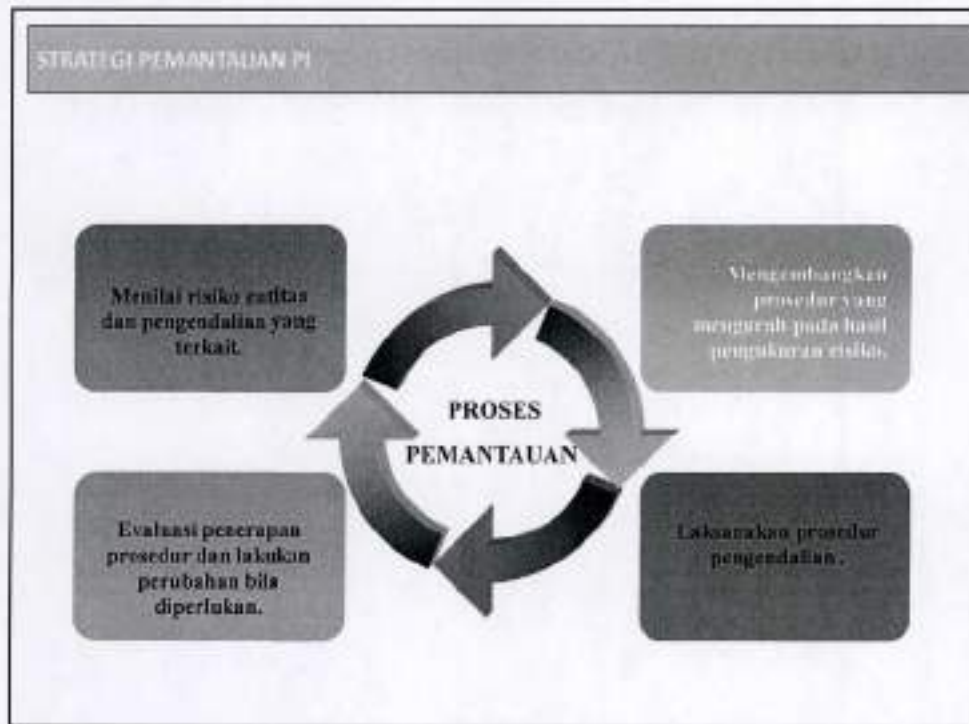 STRATEGI PEMANTAUAN PI
Menilai risiko entitas
dan pengendalian yang
terkait.
Mengembangkan
prosedur yang
mengarah pada hasil
pengukuran risiko.
PROSES
PEMANTAUAN
Evaluasi penerapan
prosedur dan lakukan
perubahan bila
diperlukan.
Laksanakan prosedur
pengendalian.